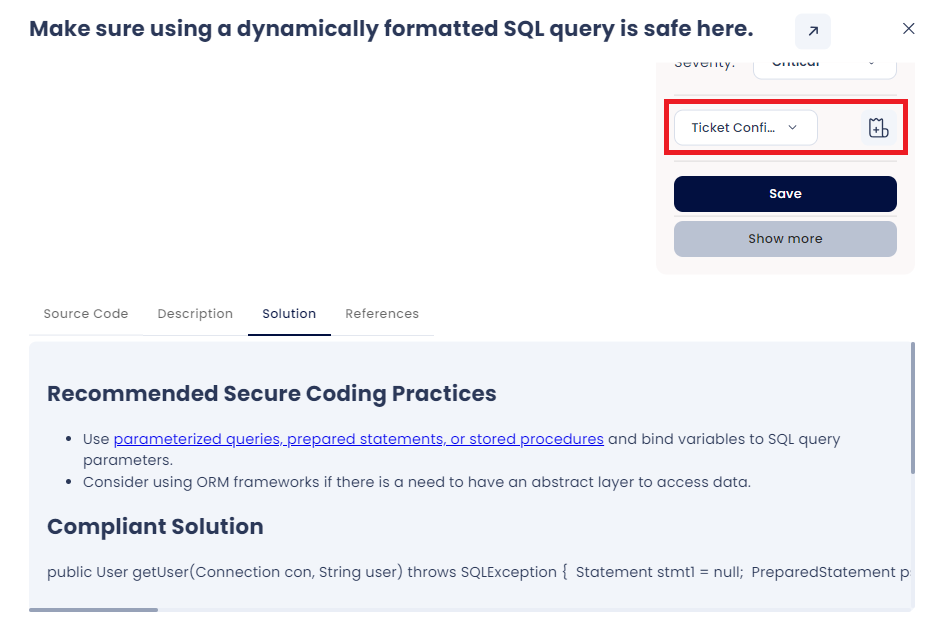 Make sure using a dynamically formatted SQL query is safe here.
Severity:
Critical
Ticket Confi...
Save
Show more
Source Code Description Solution References
Recommended Secure Coding Practices
• Use parameterized queries, prepared statements, or stored procedures and bind variables to SQL query
parameters.
• Consider using ORM frameworks if there is a need to have an abstract layer to access data.
Compliant Solution
public User getUser(Connection con, String user) throws SQLException { Statement stmt1 = null; PreparedStatement p